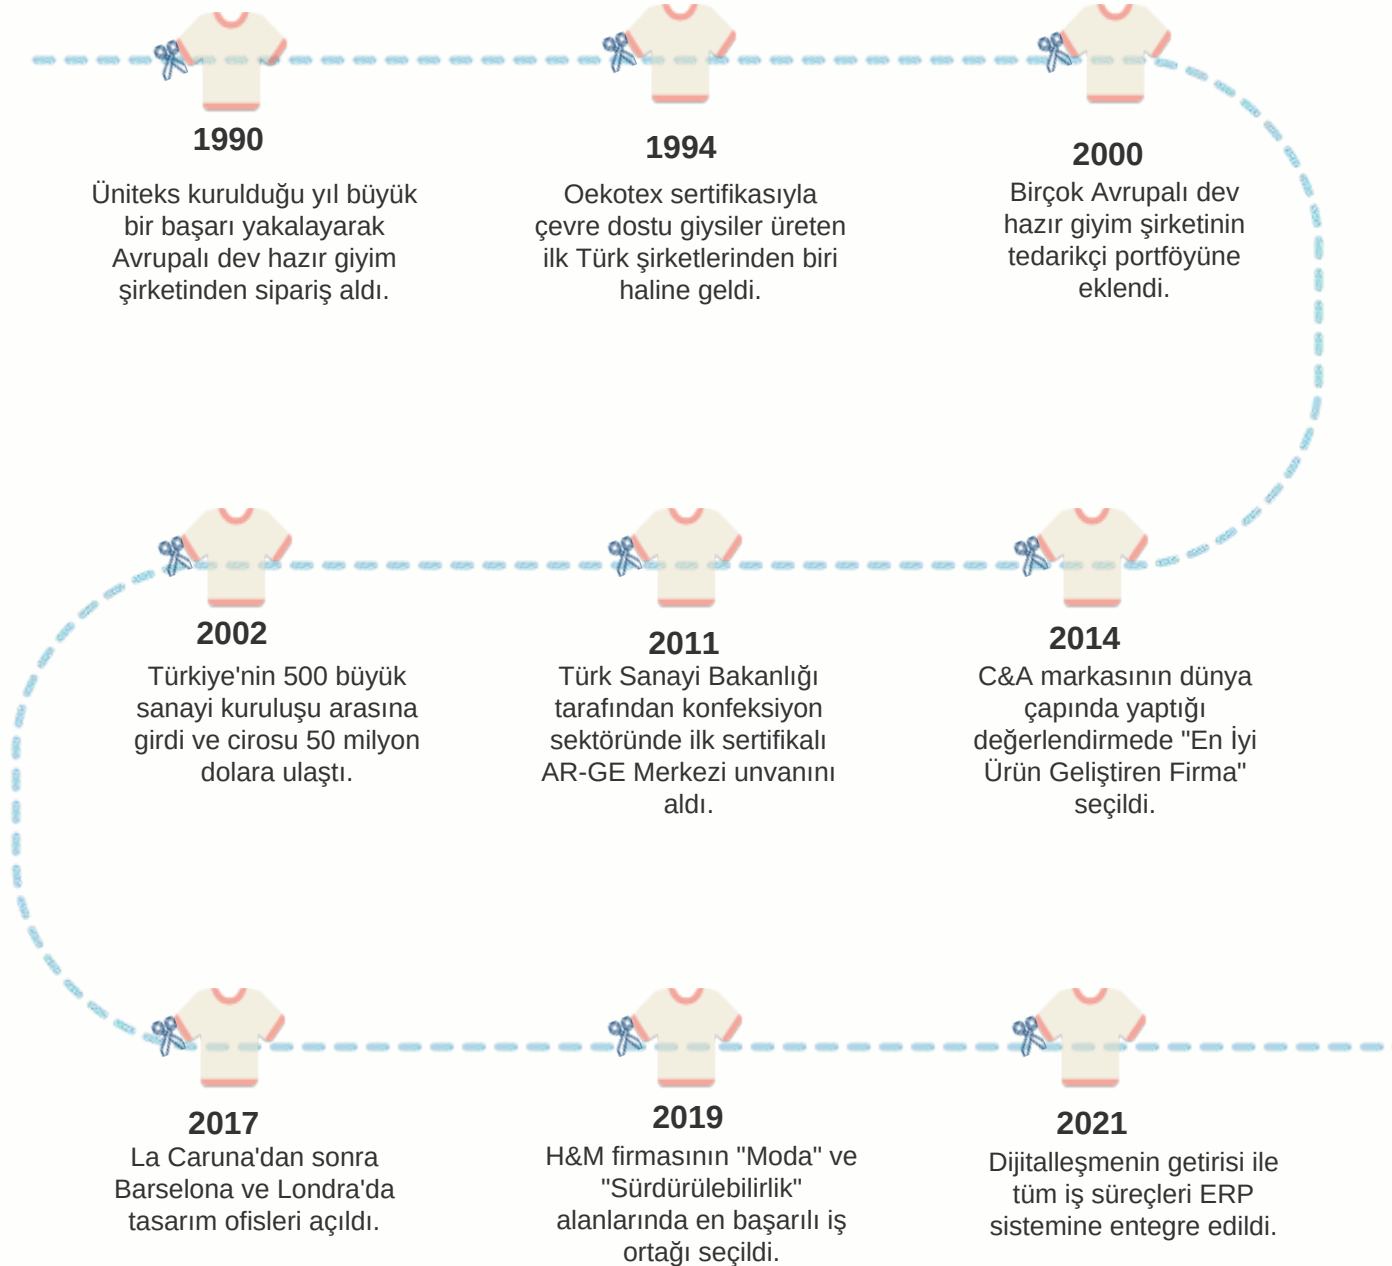 1990
Üniteks kurulduğu yıl büyük
bir başarı yakalayarak
Avrupalı dev hazır giyim
şirketinden sipariş aldı.
1994
Oekotex sertifikasıyla
çevre dostu giysiler üreten
ilk Türk şirketlerinden biri
haline geldi.
2000
Birçok Avrupalı dev
hazır giyim şirketinin
tedarikçi portföyüne
eklendi.
2002
Türkiye'nin 500 büyük
sanayi kuruluşu arasına
girdi ve cirosu 50 milyon
dolara ulaştı.
2011
Türk Sanayi Bakanlığı
tarafından konfeksiyon
sektöründe ilk sertifikalı
AR-GE Merkezi unvanını
aldı.
2014
C&A markasının dünya
çapında yaptığı
değerlendirmede "En İyi
Ürün Geliştiren Firma"
seçildi.
2017
La Caruna'dan sonra
Barselona ve Londra'da
tasarım ofisleri açıldı.
2019
H&M firmasının "Moda" ve
"Sürdürülebilirlik"
alanlarında en başarılı iş
ortağı seçildi.
2021
Dijitalleşmenin getirisi ile
tüm iş süreçleri ERP
sistemine entegre edildi.